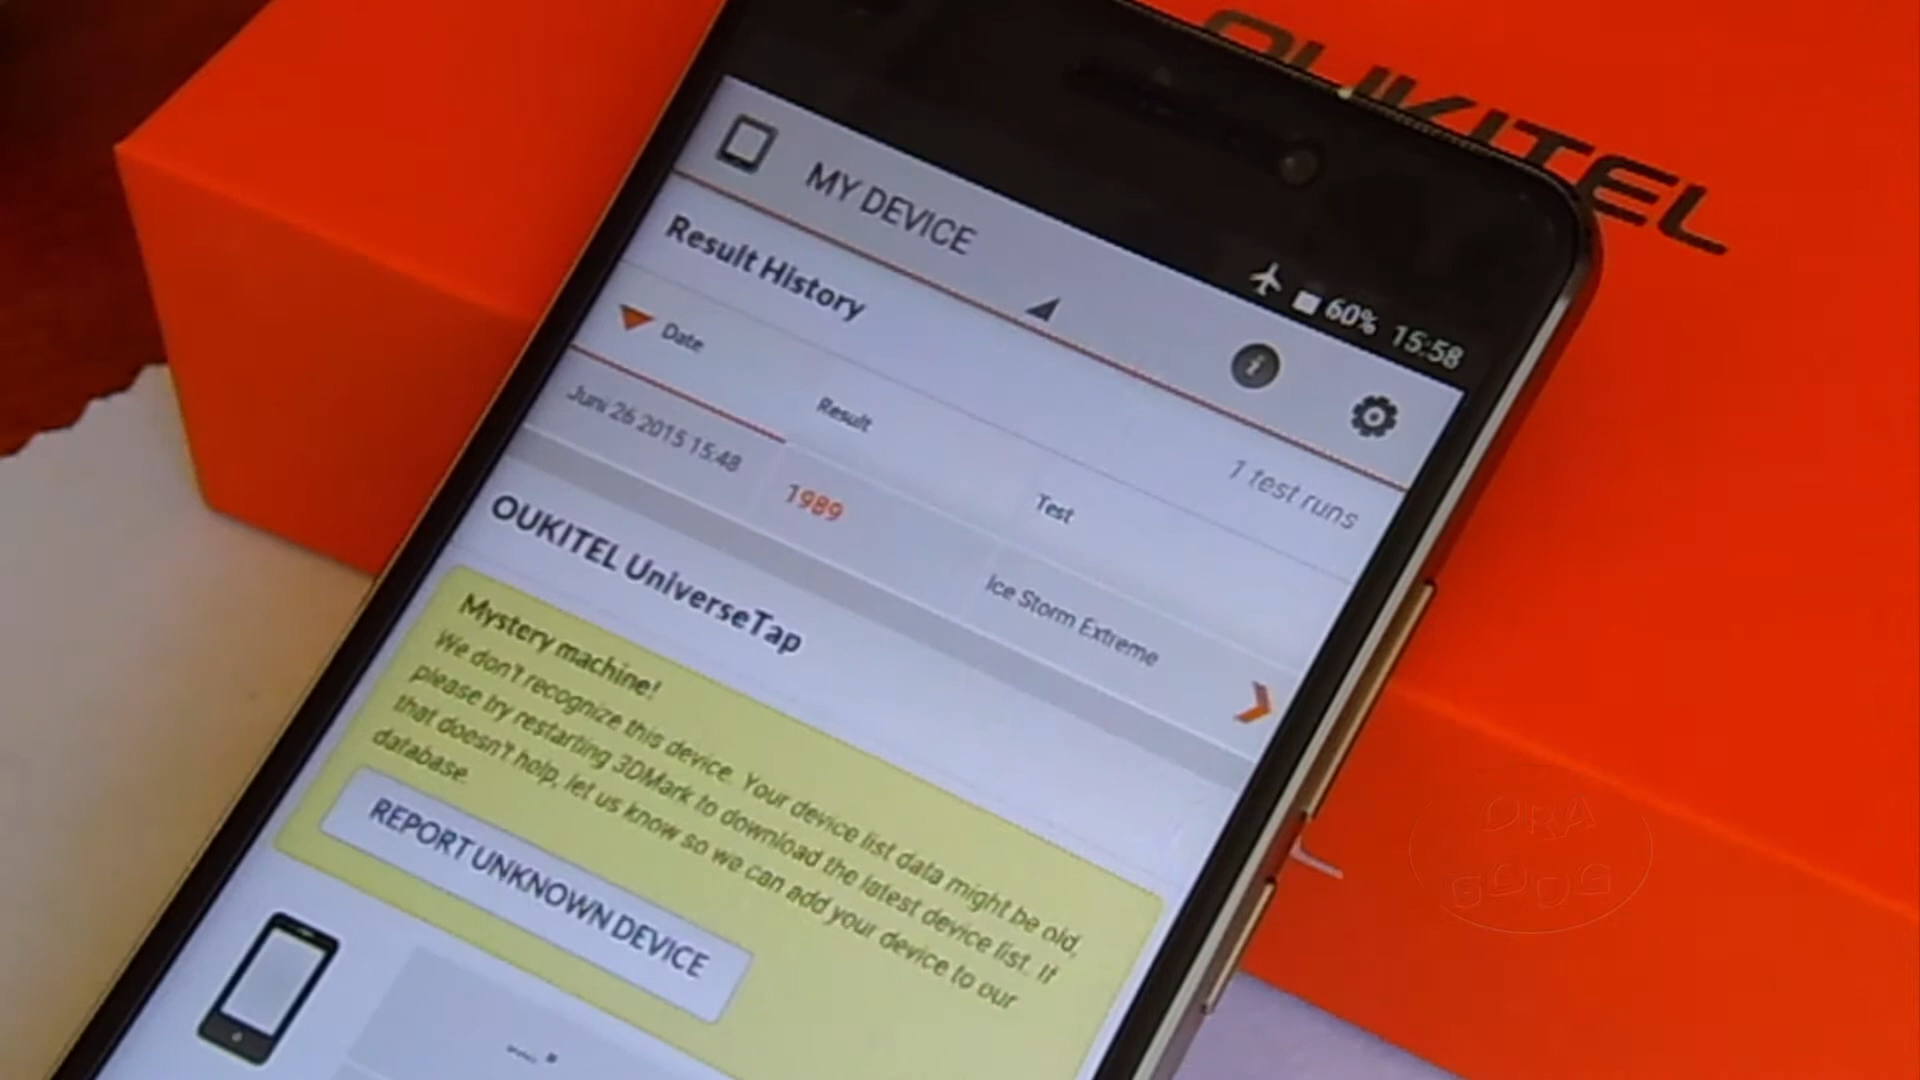 OUKITEL
60% 15:58
MY DEVICE
Result History
1 test runs
Date
Result
Test
Juni 26 2015 15:48
1989
Ice Storm Extreme
OUKITEL UniverseTap
Mystery machine!
We don't recognize this device. Your device list data might be old,
please try restarting 3DMark to download the latest device list. If
that doesn't help, let us know so we can add your device to our
database.
REPORT UNKNOWN DEVICE